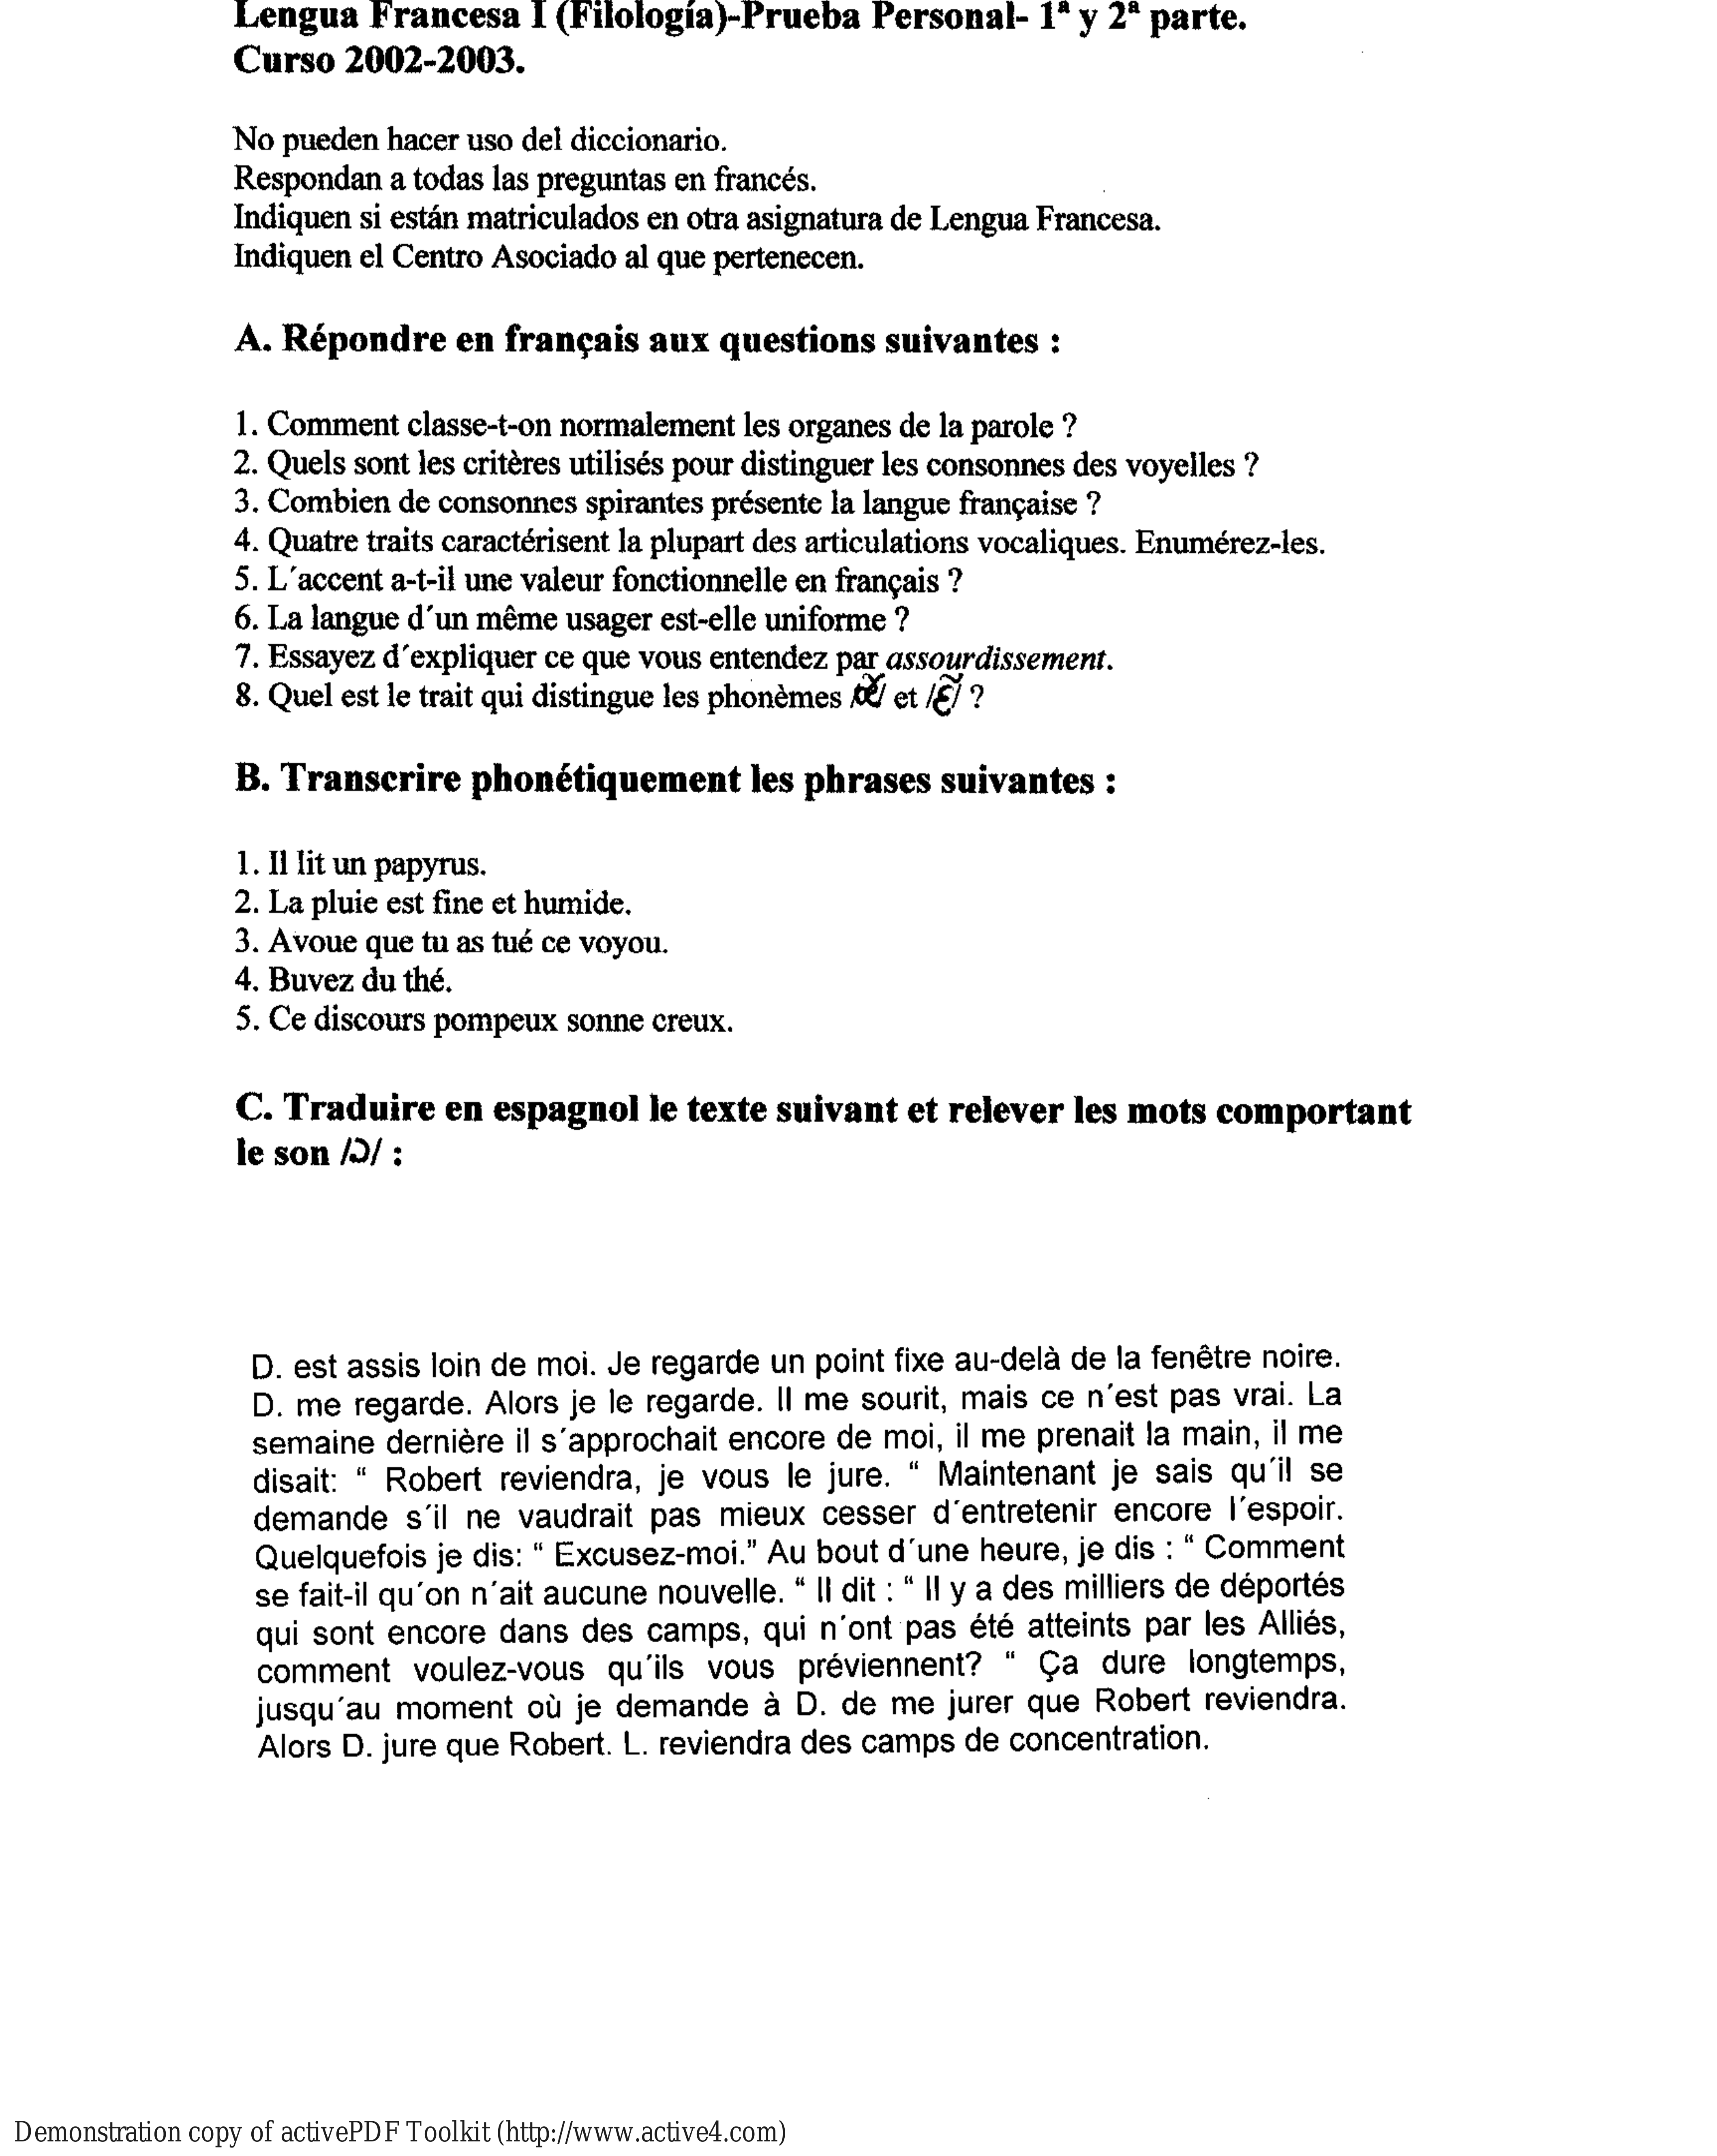 Lengua Francesa I (Filología)-Prueba Personal- 1ª y 2ª parte.
Curso 2002-2003.
No pueden hacer uso del diccionario.
Respondan a todas las preguntas en francés.
Indiquen si están matriculados en otra asignatura de Lengua Francesa.
Indiquen el Centro Asociado al que pertenecen.
A. Répondre en français aux questions suivantes :
1. Comment classe-t-on normalement les organes de la parole ?
2. Quels sont les critères utilisés pour distinguer les consonnes des voyelles ?
3. Combien de consonnes spirantes présente la langue française ?
4. Quatre traits caractérisent la plupart des articulations vocaliques. Enumérez-les.
5. L´accent a-t-il une valeur fonctionnelle en français ?
6. La langue d´un même usager est-elle uniforme ?
7. Essayez d´expliquer ce que vous entendez par assourdissement.
8. Quel est le trait qui distingue les phonèmes /œ̃/ et /ɛ̃/ ?
B. Transcrire phonétiquement les phrases suivantes :
1. Il lit un papyrus.
2. La pluie est fine et humide.
3. Avoue que tu as tué ce voyou.
4. Buvez du thé.
5. Ce discours pompeux sonne creux.
C. Traduire en espagnol le texte suivant et relever les mots comportant
le son /ɔ/ :
D. est assis loin de moi. Je regarde un point fixe au-delà de la fenêtre noire.
D. me regarde. Alors je le regarde. Il me sourit, mais ce n´est pas vrai. La
semaine dernière il s´approchait encore de moi, il me prenait la main, il me
disait: “ Robert reviendra, je vous le jure. “ Maintenant je sais qu´il se
demande s´il ne vaudrait pas mieux cesser d´entretenir encore l´espoir.
Quelquefois je dis: “ Excusez-moi.” Au bout d´une heure, je dis : “ Comment
se fait-il qu´on n´ait aucune nouvelle. “ Il dit : “ Il y a des milliers de déportés
qui sont encore dans des camps, qui n´ont pas été atteints par les Alliés,
comment voulez-vous qu´ils vous préviennent? “ Ça dure longtemps,
jusqu´au moment où je demande à D. de me jurer que Robert reviendra.
Alors D. jure que Robert. L. reviendra des camps de concentration.
Demonstration copy of activePDF Toolkit (http://www.active4.com)